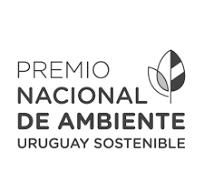 PREMIO
NACIONAL
DE AMBIENTE
URUGUAY SOSTENIBLE